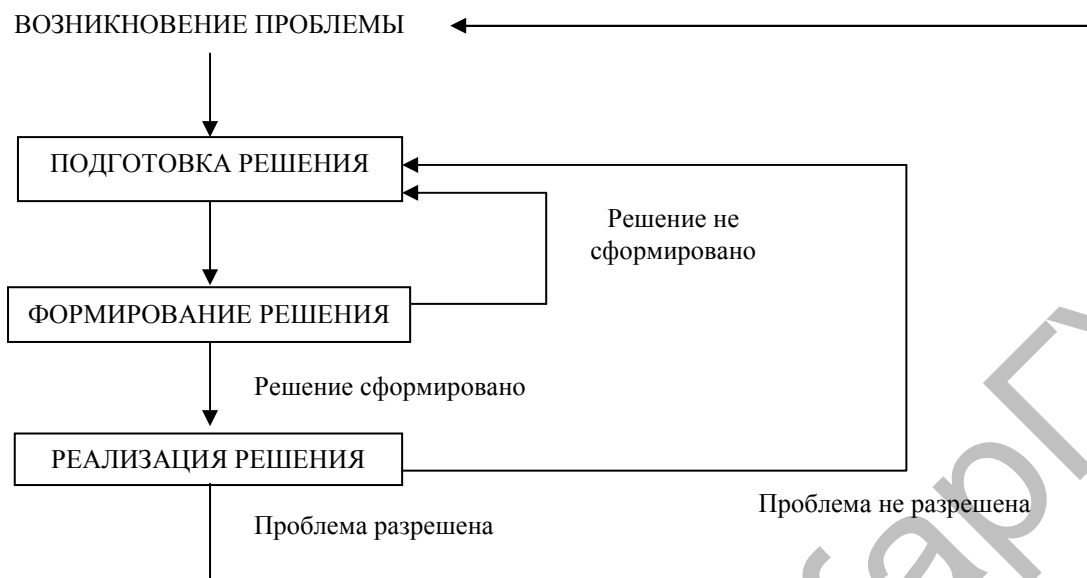 ВОЗНИКНОВЕНИЕ ПРОБЛЕМЫ
ПОДГОТОВКА РЕШЕНИЯ
Решение не
сформировано
ФОРМИРОВАНИЕ РЕШЕНИЯ
Решение сформировано
РЕАЛИЗАЦИЯ РЕШЕНИЯ
Проблема не разрешена
Проблема разрешена